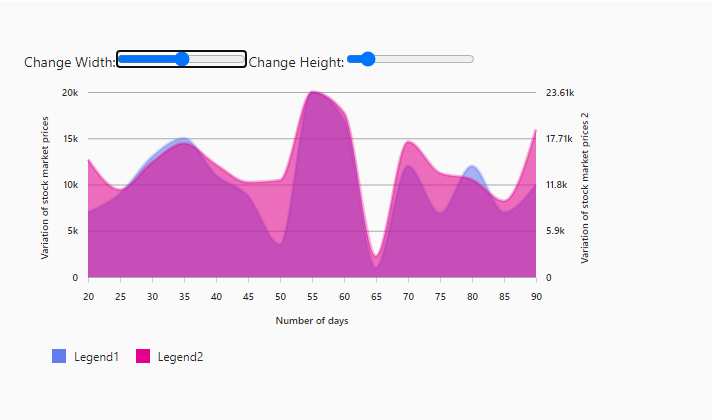 Change Width: Change Height:
20k 23.61k
15k 17.71k
10k 11.8k
5k 5.9k
0 0
Variation of stock market prices
Variation of stock market prices 2
20 25 30 35 40 45 50 55 60 65 70 75 80 85 90
Number of days
Legend1 Legend2